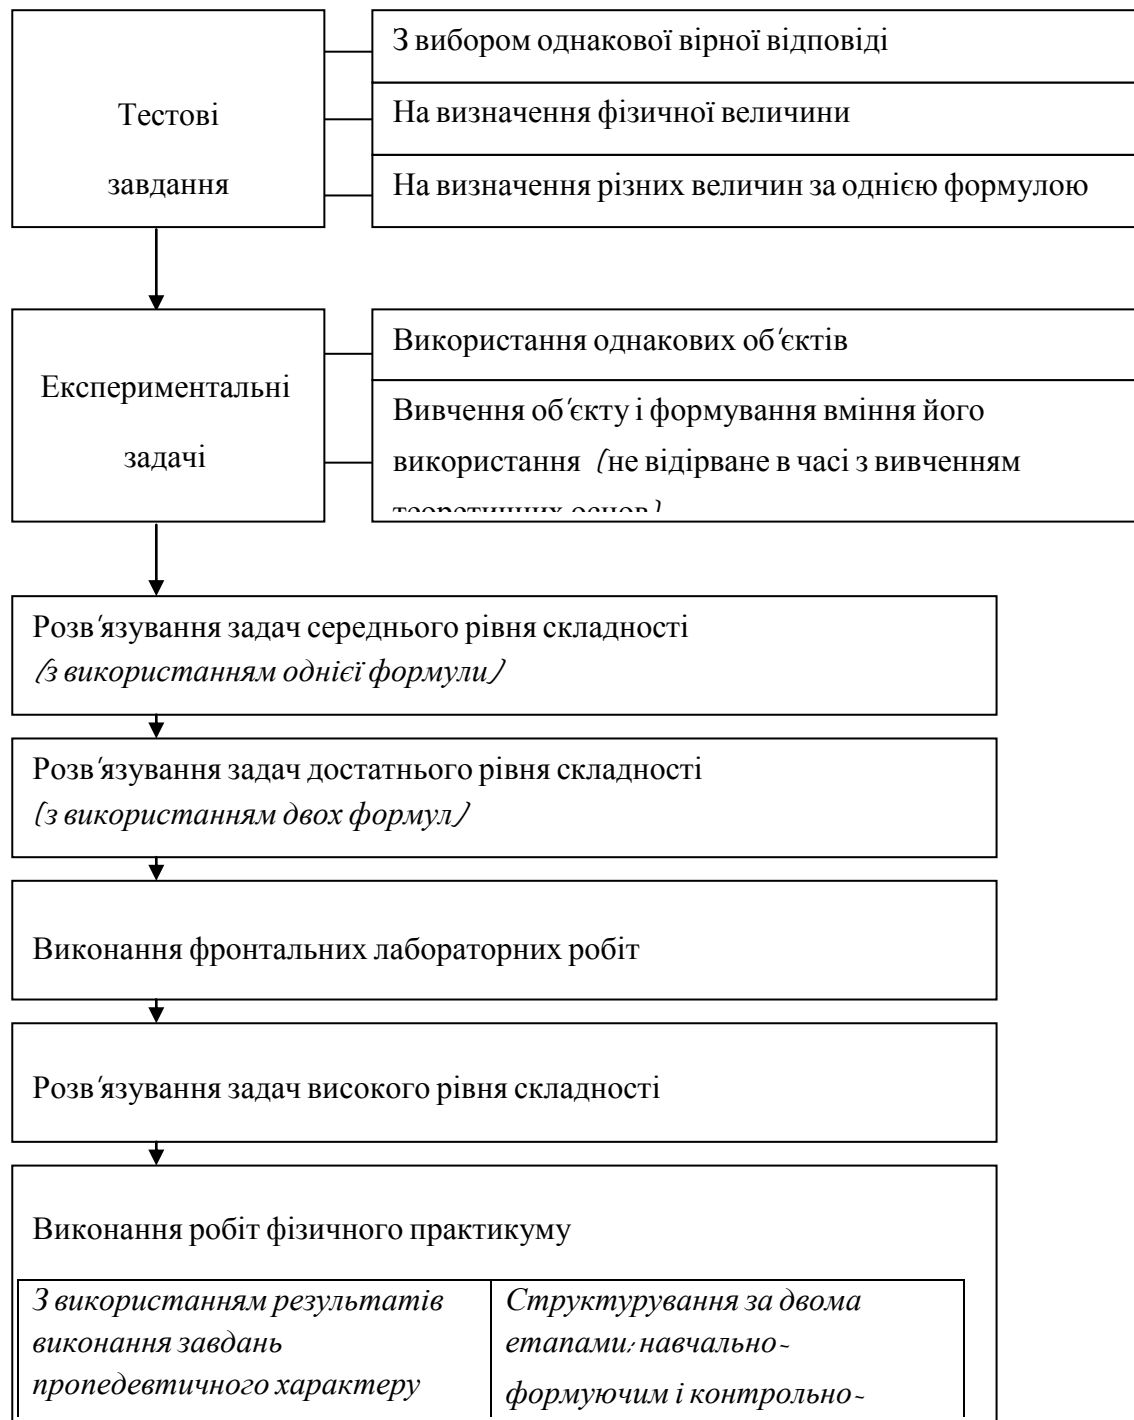 Тестові
завдання
З вибором однакової вірної відповіді
На визначення фізичної величини
На визначення різних величин за однією формулою
Експериментальні
задачі
Використання однакових об’єктів
Вивчення об’єкту і формування вміння його
використання (не відірване в часі з вивченням
теоретичних основ)
Розв’язування задач середнього рівня складності
(з використанням однієї формули)
Розв’язування задач достатнього рівня складності
(з використанням двох формул)
Виконання фронтальних лабораторних робіт
Розв’язування задач високого рівня складності
Виконання робіт фізичного практикуму
З використанням результатів
виконання завдань
пропедевтичного характеру
Структурування за двома
етапами: навчально-
формуючим і контрольно-